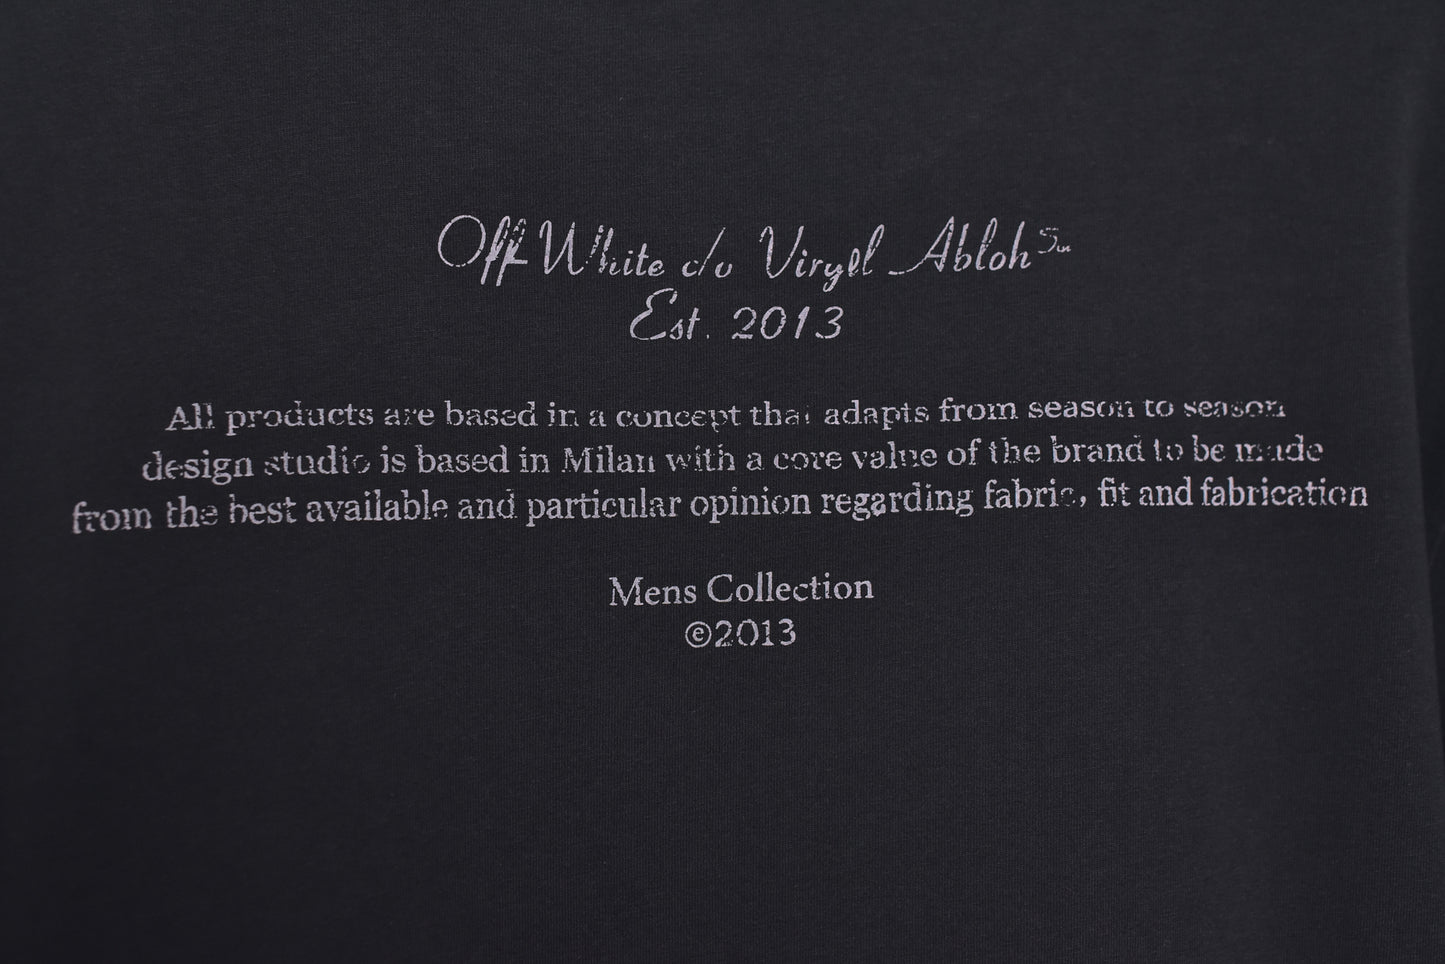 Off White c/o Virgil Abloh
Est. 2013
All products are based in a concept that adapts from season to season
design studio is based in Milan with a core value of the brand to be made
from the best available and particular opinion regarding fabric, fit and fabrication
Mens Collection
©2013